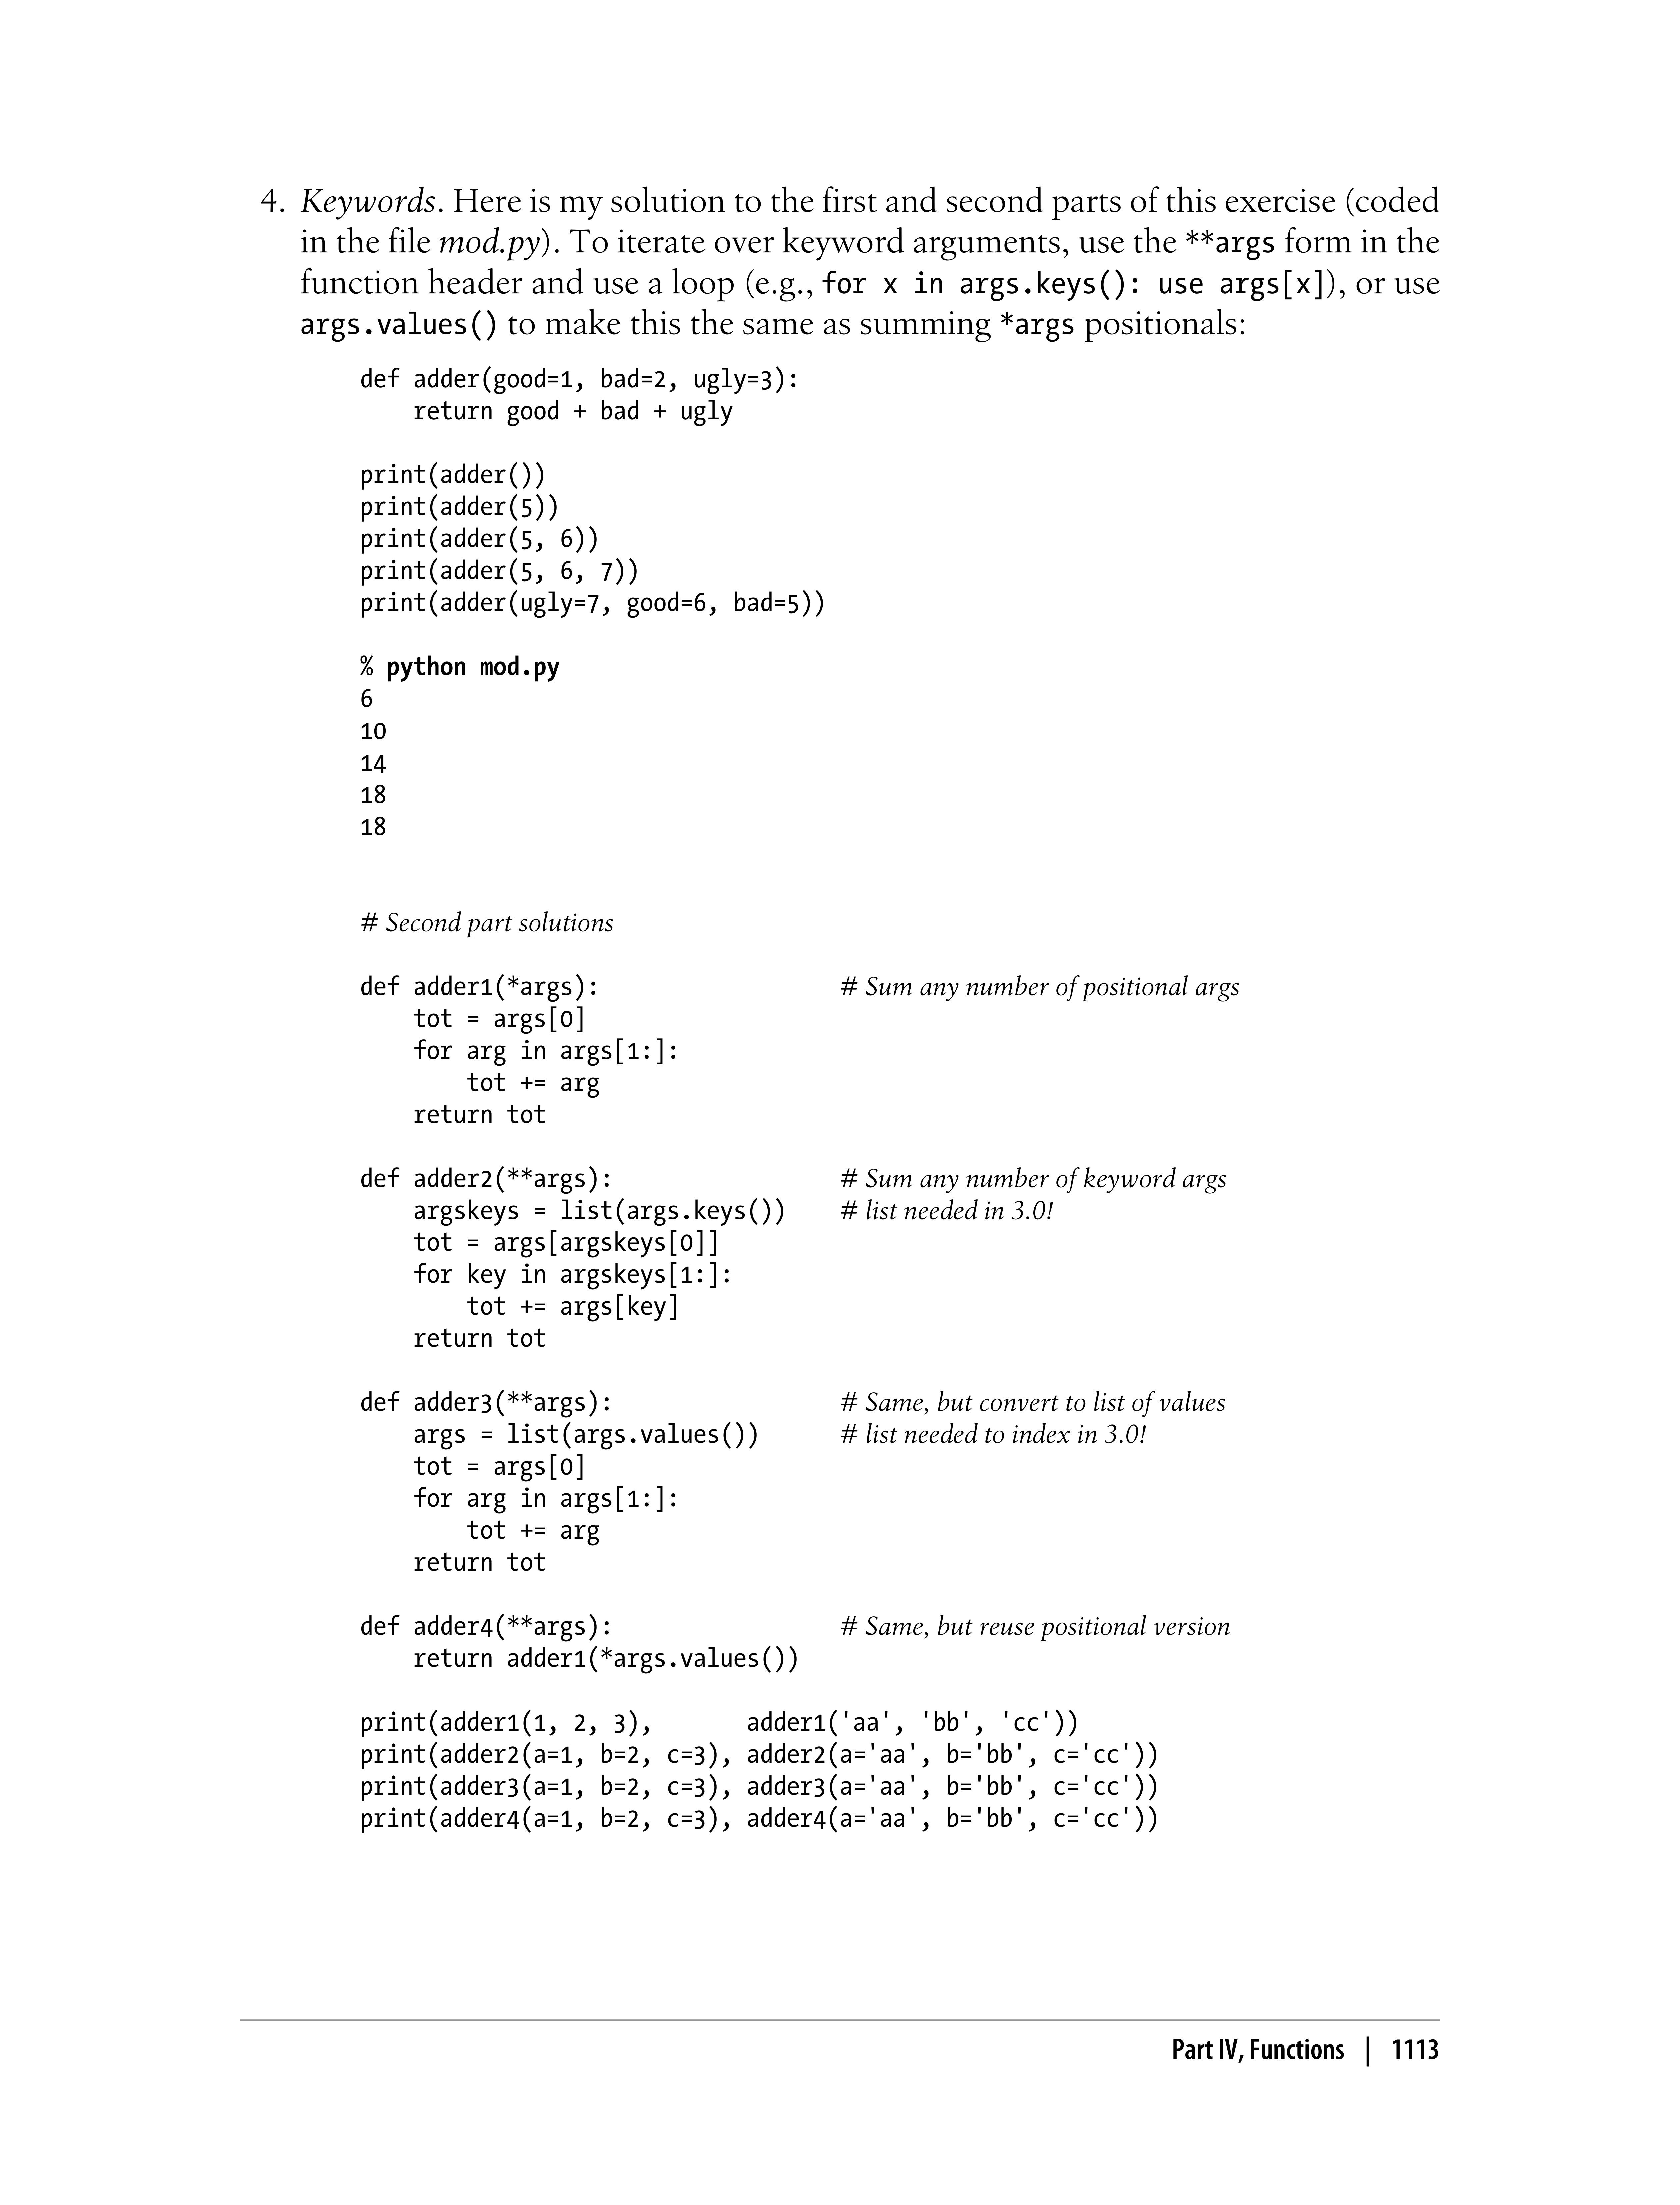 4. Keywords. Here is my solution to the first and second parts of this exercise (coded
in the file mod.py). To iterate over keyword arguments, use the **args form in the
function header and use a loop (e.g., for x in args.keys(): use args[x]), or use
args.values() to make this the same as summing *args positionals:
def adder(good=1, bad=2, ugly=3):
    return good + bad + ugly
print(adder())
print(adder(5))
print(adder(5, 6))
print(adder(5, 6, 7))
print(adder(ugly=7, good=6, bad=5))
% python mod.py
6
10
14
18
18
# Second part solutions
def adder1(*args):                  # Sum any number of positional args
    tot = args[0]
    for arg in args[1:]:
        tot += arg
    return tot
def adder2(**args):                 # Sum any number of keyword args
    argskeys = list(args.keys())    # list needed in 3.0!
    tot = args[argskeys[0]]
    for key in argskeys[1:]:
        tot += args[key]
    return tot
def adder3(**args):                 # Same, but convert to list of values
    args = list(args.values())      # list needed to index in 3.0!
    tot = args[0]
    for arg in args[1:]:
        tot += arg
    return tot
def adder4(**args):                 # Same, but reuse positional version
    return adder1(*args.values())
print(adder1(1, 2, 3),       adder1('aa', 'bb', 'cc'))
print(adder2(a=1, b=2, c=3), adder2(a='aa', b='bb', c='cc'))
print(adder3(a=1, b=2, c=3), adder3(a='aa', b='bb', c='cc'))
print(adder4(a=1, b=2, c=3), adder4(a='aa', b='bb', c='cc'))
Part IV, Functions | 1113